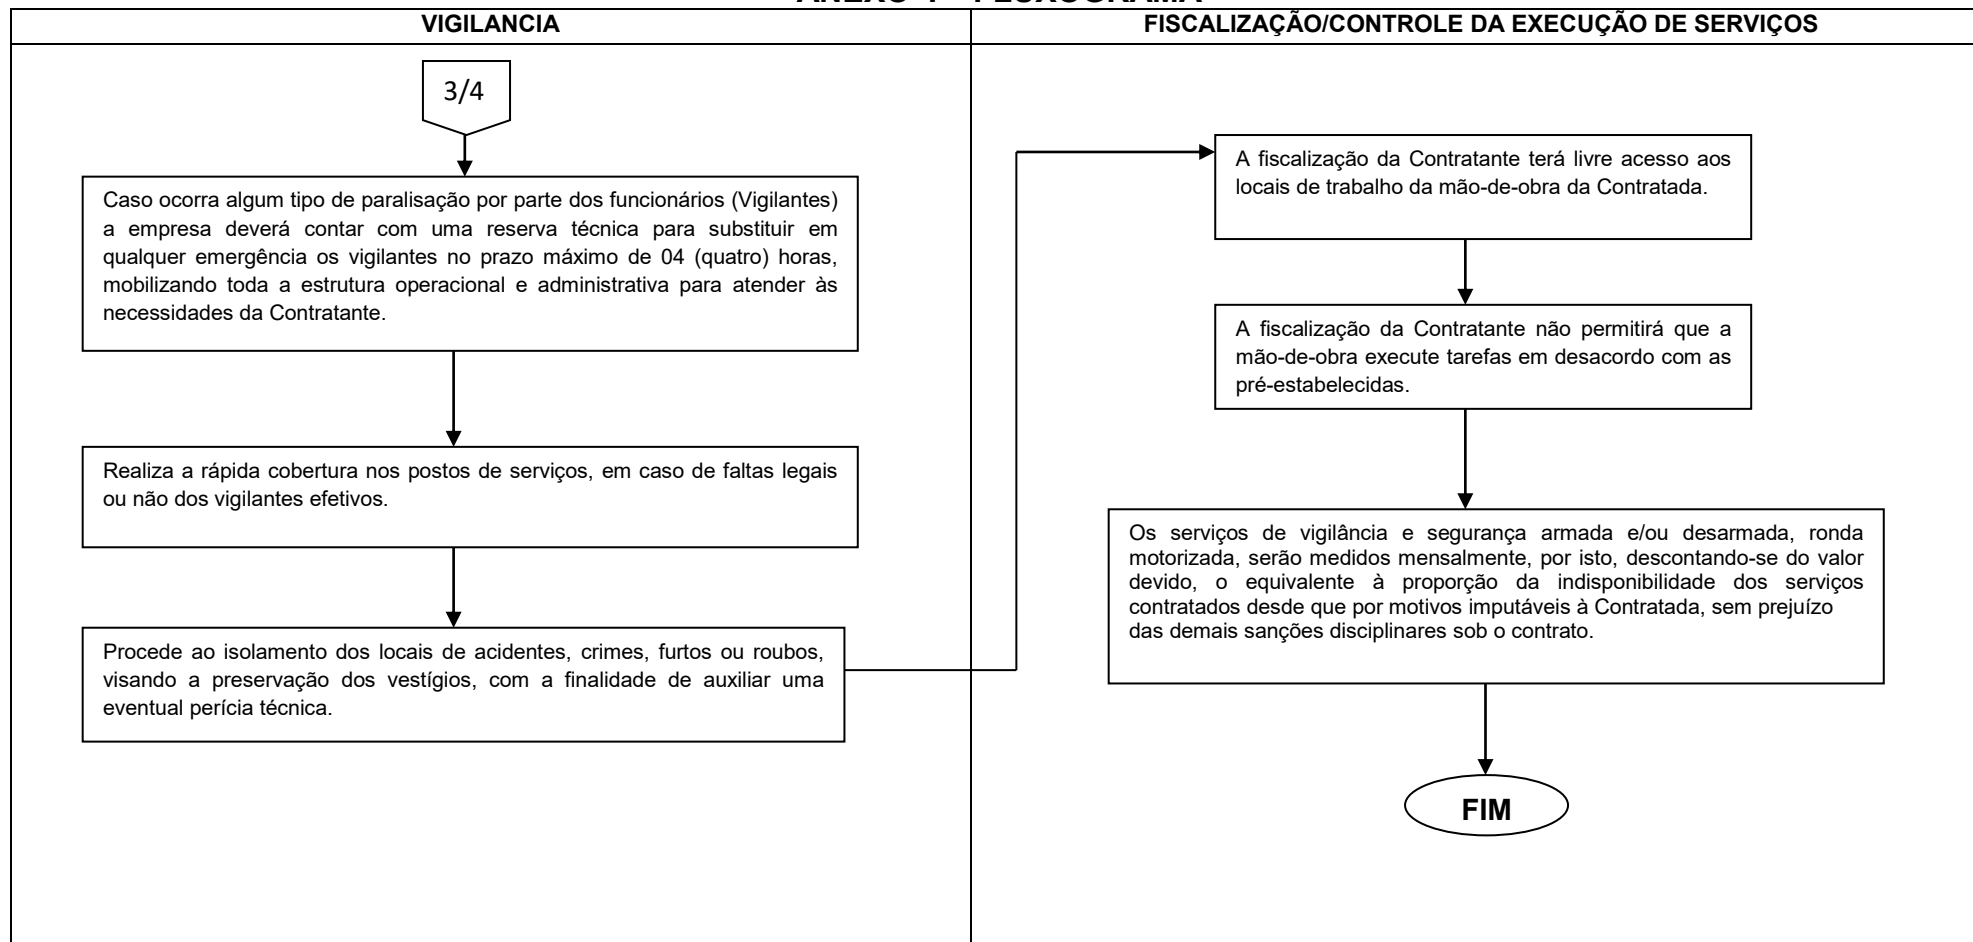 VIGILANCIA
FISCALIZAÇÃO/CONTROLE DA EXECUÇÃO DE SERVIÇOS
3/4
Caso ocorra algum tipo de paralisação por parte dos funcionários (Vigilantes)
a empresa deverá contar com uma reserva técnica para substituir em
qualquer emergência os vigilantes no prazo máximo de 04 (quatro) horas,
mobilizando toda a estrutura operacional e administrativa para atender às
necessidades da Contratante.
Realiza a rápida cobertura nos postos de serviços, em caso de faltas legais
ou não dos vigilantes efetivos.
Procede ao isolamento dos locais de acidentes, crimes, furtos ou roubos,
visando a preservação dos vestígios, com a finalidade de auxiliar uma
eventual perícia técnica.
A fiscalização da Contratante terá livre acesso aos
locais de trabalho da mão-de-obra da Contratada.
A fiscalização da Contratante não permitirá que a
mão-de-obra execute tarefas em desacordo com as
pré-estabelecidas.
Os serviços de vigilância e segurança armada e/ou desarmada, ronda
motorizada, serão medidos mensalmente, por isto, descontando-se do valor
devido, o equivalente à proporção da indisponibilidade dos serviços
contratados desde que por motivos imputáveis à Contratada, sem prejuízo
das demais sanções disciplinares sob o contrato.
FIM